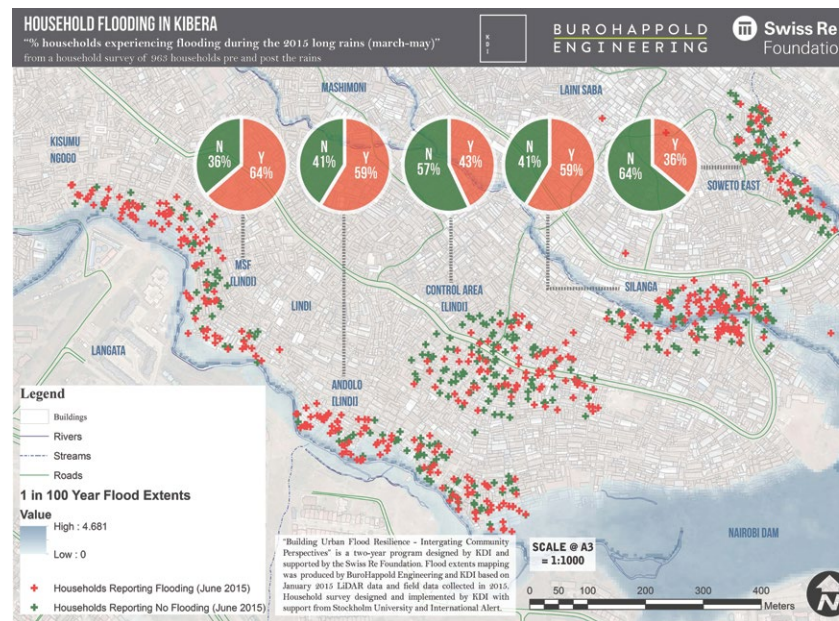 HOUSEHOLD FLOODING IN KIBERA
"% households experiencing flooding during the 2015 long rains (march-may)"
from a household survey of 963 households pre and post the rains
KDI
BUROHAPPOLD
ENGINEERING
Swiss Re
Foundation
MASHIMONI
LAINI SABA
KISUMU
NGOGO
N
36%
Y
64%
N
41%
Y
59%
N
57%
Y
43%
N
41%
Y
59%
N
64%
Y
36%
SOWETO EAST
MSF
(LINDI)
LINDI
CONTROL AREA
(LINDI)
SILANGA
LANGATA
ANDOLO
(LINDI)
Legend
Buildings
Rivers
Streams
Roads
1 in 100 Year Flood Extents
Value
High : 4.681
Low : 0
Households Reporting Flooding (June 2015)
Households Reporting No Flooding (June 2015)
"Building Urban Flood Resilience - Intergating Community
Perspectives" is a two-year program designed by KDI and
supported by the Swiss Re Foundation. Flood extents mapping
was produced by BuroHappold Engineering and KDI based on
January 2015 LiDAR data and field data collected in 2015.
Household survey designed and implemented by KDI with
support from Stockholm University and International Alert.
SCALE @ A3
= 1:1000
NAIROBI DAM
0 50 100 200 300 400
Meters
N